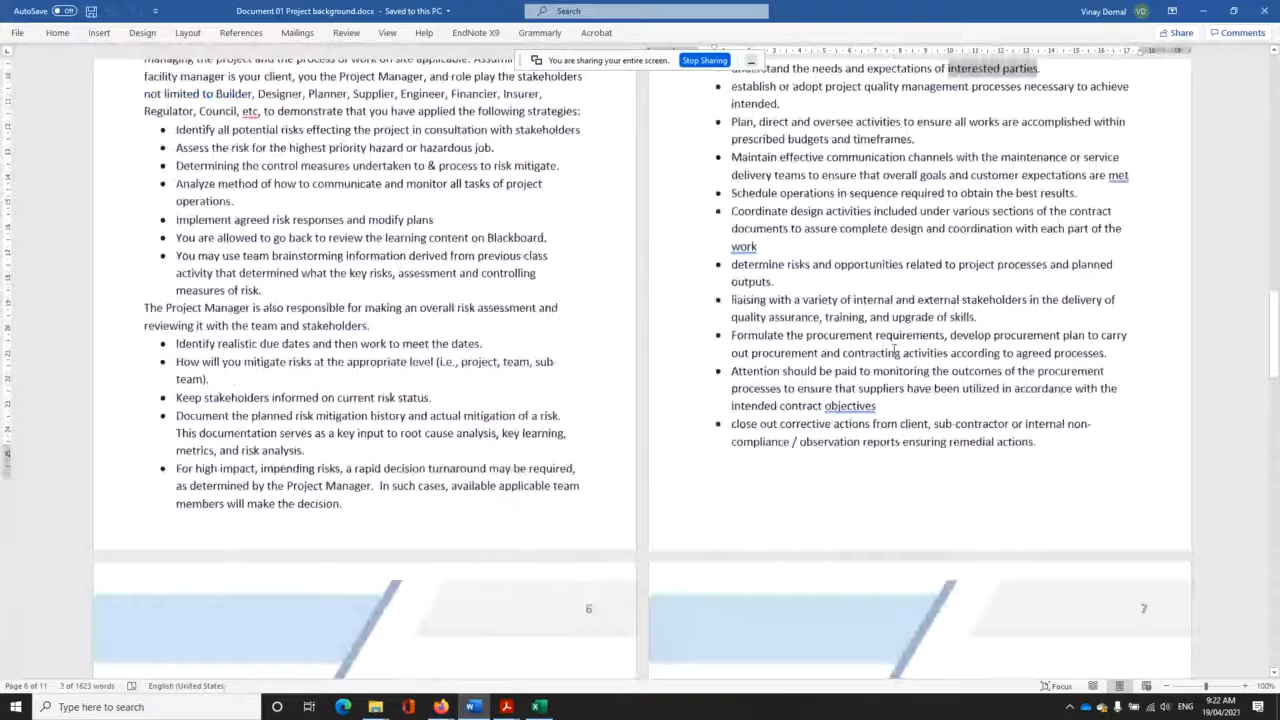 AutoSave Off
Document 01 Project background.docx - Saved to this PC
Search
Vinay Domal VD
File Home Insert Design Layout References Mailings Review View Help EndNote X9 Grammarly Acrobat
Share Comments
You are sharing your entire screen. Stop Sharing
facility manager is your client, you the Project Manager, and role play the stakeholders
not limited to Builder, Designer, Planner, Supplier, Engineer, Financier, Insurer,
Regulator, Council, etc, to demonstrate that you have applied the following strategies:
• Identify all potential risks effecting the project in consultation with stakeholders
• Assess the risk for the highest priority hazard or hazardous job.
• Determining the control measures undertaken to & process to risk mitigate.
• Analyze method of how to communicate and monitor all tasks of project
operations.
• Implement agreed risk responses and modify plans
• You are allowed to go back to review the learning content on Blackboard.
• You may use team brainstorming information derived from previous class
activity that determined what the key risks, assessment and controlling
measures of risk.
The Project Manager is also responsible for making an overall risk assessment and
reviewing it with the team and stakeholders.
• Identify realistic due dates and then work to meet the dates.
• How will you mitigate risks at the appropriate level (i.e., project, team, sub-
team).
• Keep stakeholders informed on current risk status.
• Document the planned risk mitigation history and actual mitigation of a risk.
This documentation serves as a key input to root cause analysis, key learning,
metrics, and risk analysis.
• For high impact, impending risks, a rapid decision turnaround may be required,
as determined by the Project Manager. In such cases, available applicable team
members will make the decision.
6
understand the needs and expectations of interested parties.
• establish or adopt project quality management processes necessary to achieve
intended.
• Plan, direct and oversee activities to ensure all works are accomplished within
prescribed budgets and timeframes.
• Maintain effective communication channels with the maintenance or service
delivery teams to ensure that overall goals and customer expectations are met
• Schedule operations in sequence required to obtain the best results.
• Coordinate design activities included under various sections of the contract
documents to assure complete design and coordination with each part of the
work
• determine risks and opportunities related to project processes and planned
outputs.
• liaising with a variety of internal and external stakeholders in the delivery of
quality assurance, training, and upgrade of skills.
• Formulate the procurement requirements, develop procurement plan to carry
out procurement and contracting activities according to agreed processes.
• Attention should be paid to monitoring the outcomes of the procurement
processes to ensure that suppliers have been utilized in accordance with the
intended contract objectives
• close out corrective actions from client, sub-contractor or internal non-
compliance / observation reports ensuring remedial actions.
7
Page 6 of 11 3 of 1623 words English (United States)
Focus 100%
Type here to search
ENG 9:22 AM
19/04/2021